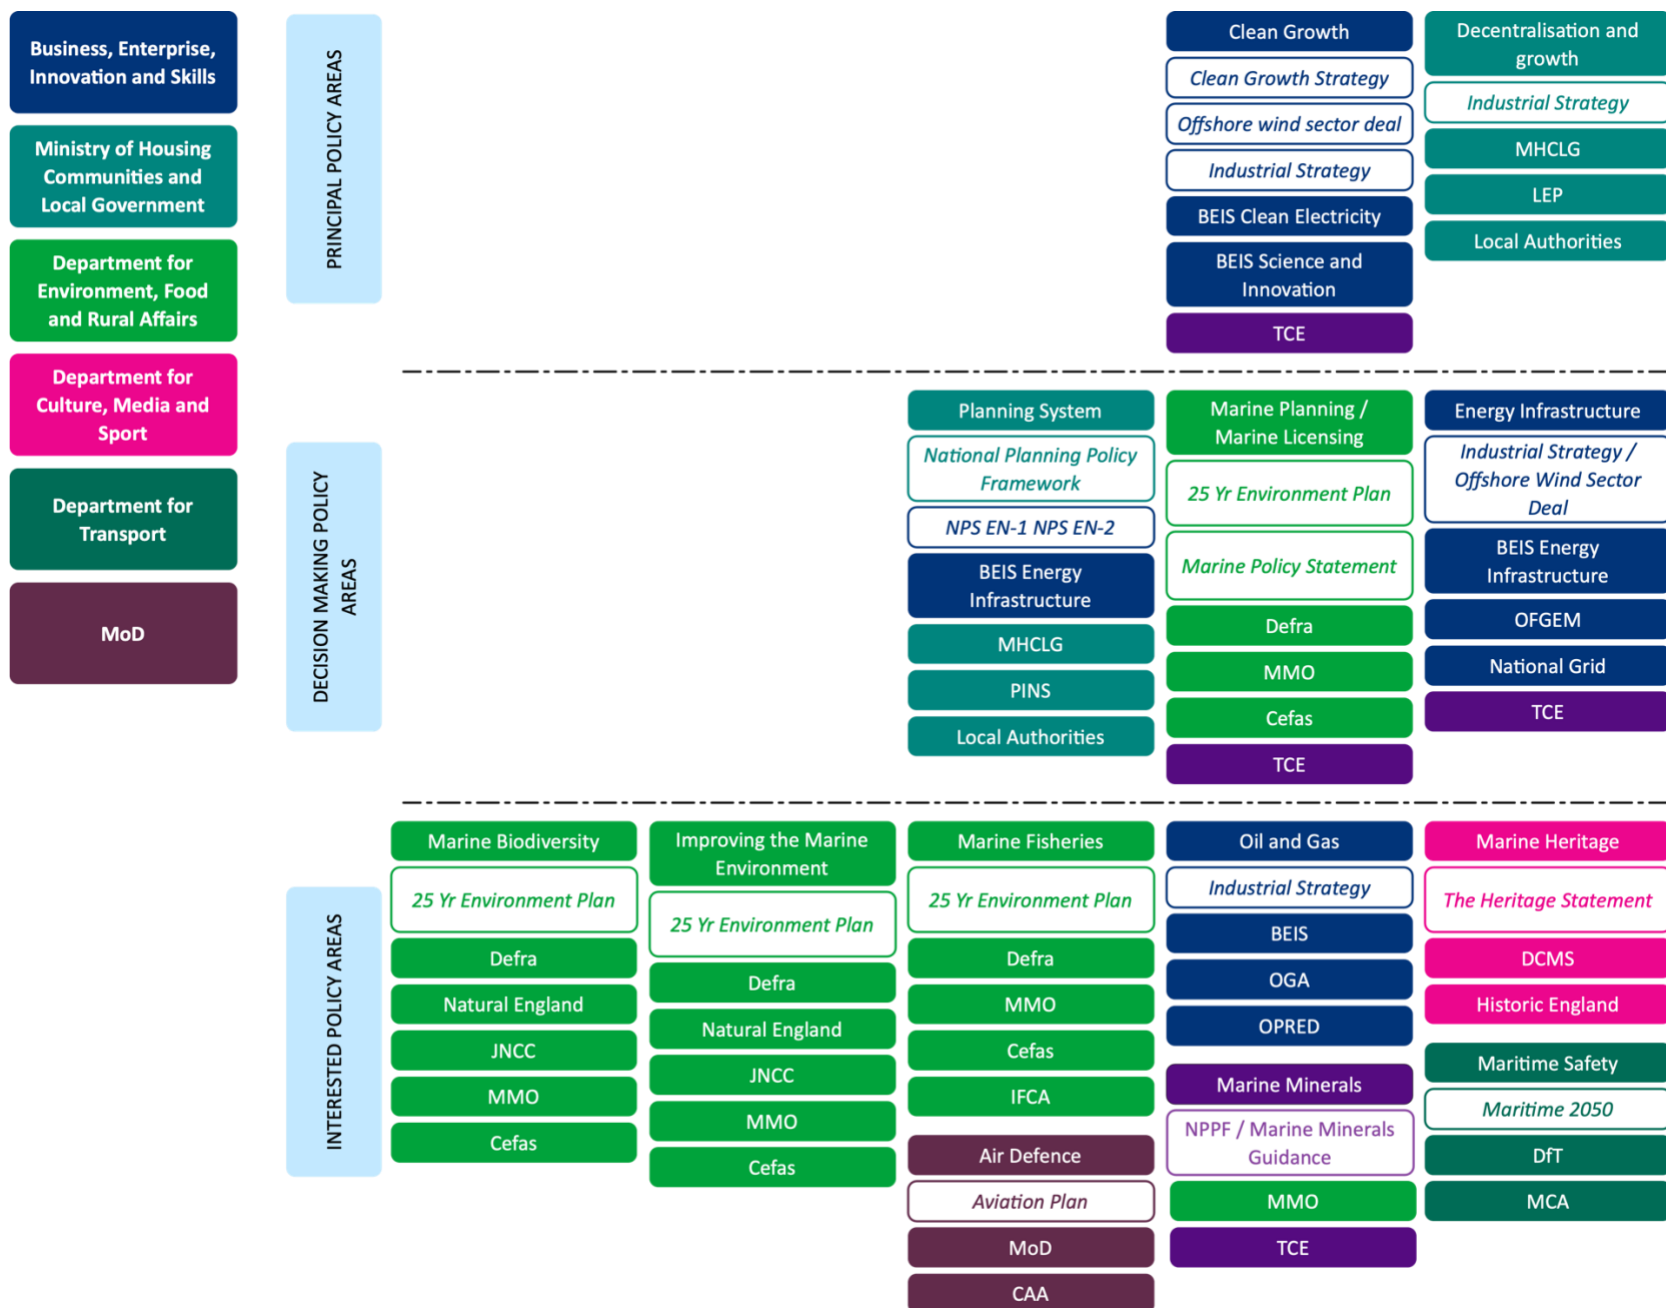 Business, Enterprise,
Innovation and Skills
Ministry of Housing
Communities and
Local Government
Department for
Environment, Food
and Rural Affairs
Department for
Culture, Media and
Sport
Department for
Transport
MoD
PRINCIPAL POLICY AREAS
Clean Growth
Clean Growth Strategy
Offshore wind sector deal
Industrial Strategy
BEIS Clean Electricity
BEIS Science and
Innovation
TCE
Decentralisation and
growth
Industrial Strategy
MHCLG
LEP
Local Authorities
DECISION MAKING POLICY
AREAS
Planning System
National Planning Policy
Framework
NPS EN-1 NPS EN-2
BEIS Energy
Infrastructure
MHCLG
PINS
Local Authorities
Marine Planning /
Marine Licensing
25 Yr Environment Plan
Marine Policy Statement
Defra
MMO
Cefas
TCE
Energy Infrastructure
Industrial Strategy /
Offshore Wind Sector
Deal
BEIS Energy
Infrastructure
OFGEM
National Grid
TCE
INTERESTED POLICY AREAS
Marine Biodiversity
25 Yr Environment Plan
Defra
Natural England
JNCC
MMO
Cefas
Improving the Marine
Environment
25 Yr Environment Plan
Defra
Natural England
JNCC
MMO
Cefas
Marine Fisheries
25 Yr Environment Plan
Defra
MMO
Cefas
IFCA
Air Defence
Aviation Plan
MoD
CAA
Oil and Gas
Industrial Strategy
BEIS
OGA
OPRED
Marine Minerals
NPPF / Marine Minerals
Guidance
MMO
TCE
Marine Heritage
The Heritage Statement
DCMS
Historic England
Maritime Safety
Maritime 2050
DfT
MCA